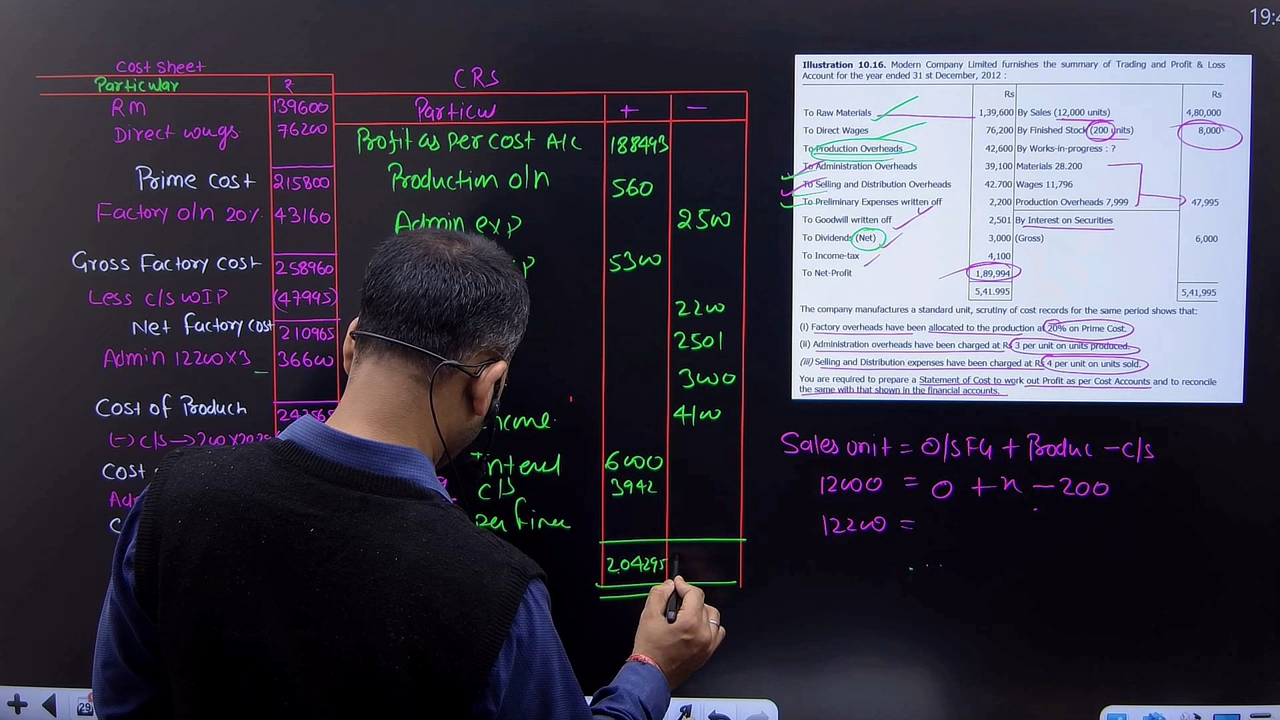 19:4
Cost Sheet
Particular ₹
RM 139600
Direct wags 76200
Prime cost 215800
Factory o/h 20% 43160
Gross Factory cost 258960
Less c/s WIP (47995)
Net Factory cost 210965
Admin 12200x3 36600
Cost of Produch
(-) c/s → 200x
Cost
CRS
Particu + −
Profit as per cost A/c 188493
Production o/h 560
Admin exp 2500
p 5300
2200
2501
3000
4100
Interel 6000
c/s 3942
204295
Illustration 10.16. Modern Company Limited furnishes the summary of Trading and Profit & Loss
Account for the year ended 31 st December, 2012 :
Rs Rs
To Raw Materials 1,39,600 By Sales (12,000 units) 4,80,000
To Direct Wages 76,200 By Finished Stock (200 units) 8,000
To Production Overheads 42,600 By Works-in-progress : ?
To Administration Overheads 39,100 Materials 28.200
To Selling and Distribution Overheads 42.700 Wages 11,796
To Preliminary Expenses written off 2,200 Production Overheads 7,999 47,995
To Goodwill written off 2,501 By Interest on Securities
To Dividends (Net) 3,000 (Gross) 6,000
To Income-tax 4,100
To Net-Profit 1,89,994
5,41.995 5,41,995
The company manufactures a standard unit, scrutiny of cost records for the same period shows that:
(i) Factory overheads have been allocated to the production at 20% on Prime Cost.
(ii) Administration overheads have been charged at Rs 3 per unit on units produced.
(iii) Selling and Distribution expenses have been charged at Rs 4 per unit on units sold.
You are required to prepare a Statement of Cost to work out Profit as per Cost Accounts and to reconcile
the same with that shown in the financial accounts.
Sales unit = O/s FG + Produc - c/s
12000 = 0 + x - 200
12200 =